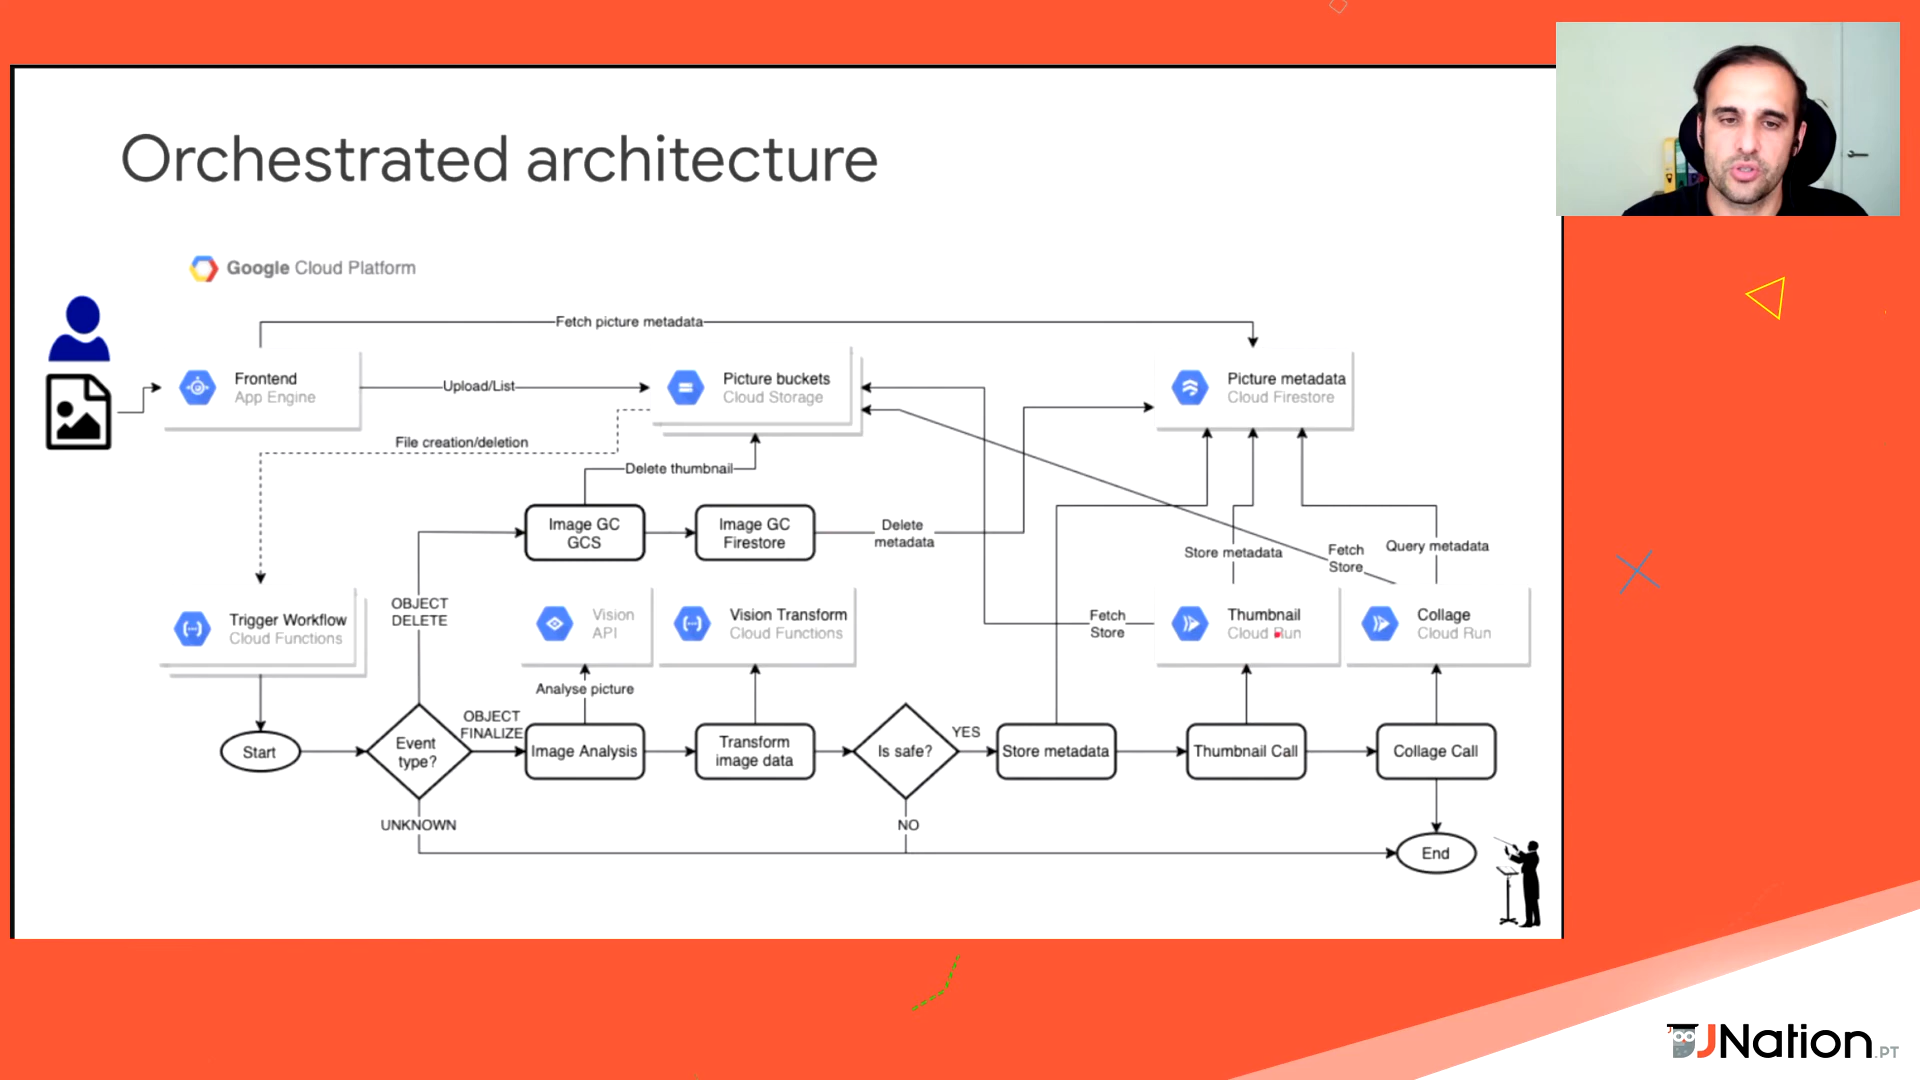 Orchestrated architecture
Google Cloud Platform
Fetch picture metadata
Frontend
App Engine
Upload/List
Picture buckets
Cloud Storage
Picture metadata
Cloud Firestore
File creation/deletion
Delete thumbnail
Image GC
GCS
Image GC
Firestore
Delete
metadata
Store metadata
Fetch
Store
Query metadata
OBJECT
DELETE
Trigger Workflow
Cloud Functions
Vision
API
Vision Transform
Cloud Functions
Fetch
Store
Thumbnail
Cloud Run
Collage
Cloud Run
Analyse picture
OBJECT
FINALIZE
Start
Event
type?
Image Analysis
Transform
image data
Is safe?
YES
Store metadata
Thumbnail Call
Collage Call
UNKNOWN
NO
End
JNation.PT